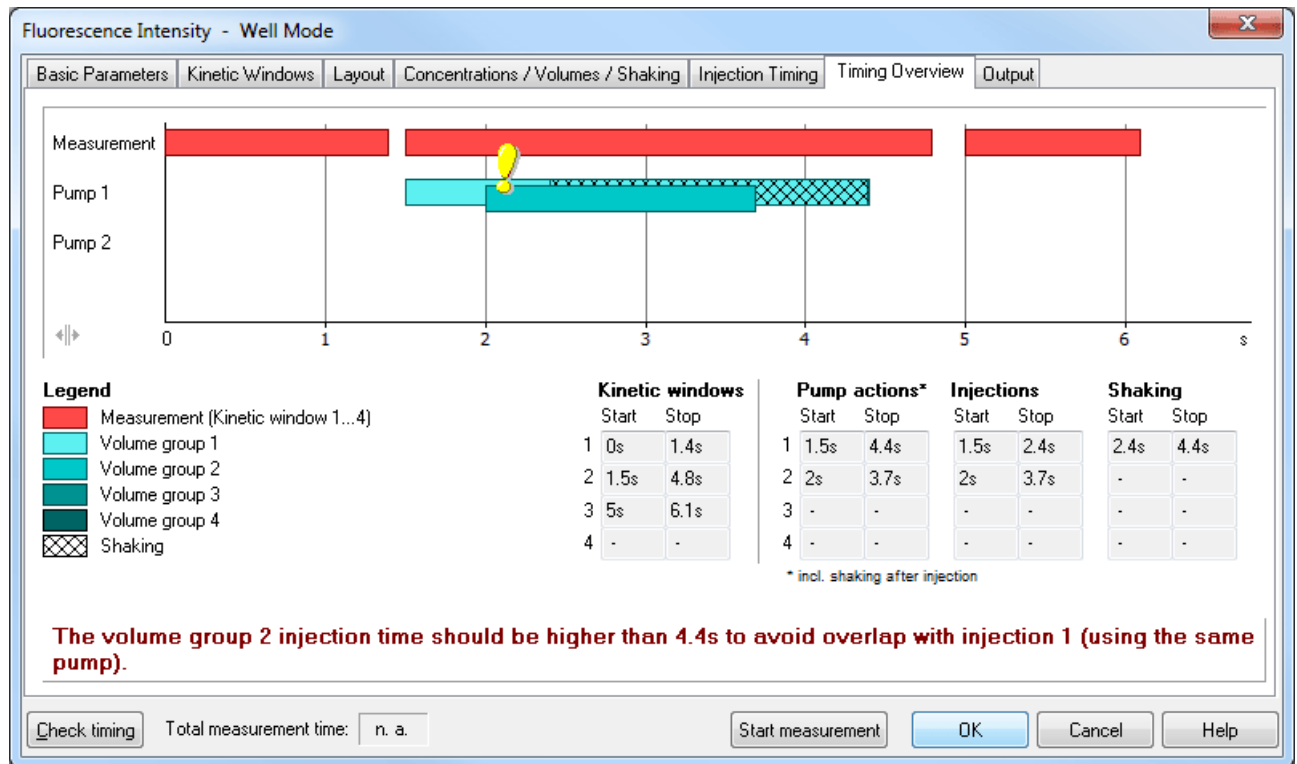 Fluorescence Intensity - Well Mode
Basic Parameters Kinetic Windows Layout Concentrations / Volumes / Shaking Injection Timing Timing Overview Output
Measurement
Pump 1
Pump 2
0 1 2 3 4 5 6 s
Legend
Measurement (Kinetic window 1...4)
Volume group 1
Volume group 2
Volume group 3
Volume group 4
Shaking
Kinetic windows Pump actions* Injections Shaking
Start Stop Start Stop Start Stop Start Stop
1 0s 1.4s 1 1.5s 4.4s 1.5s 2.4s 2.4s 4.4s
2 1.5s 4.8s 2 2s 3.7s 2s 3.7s - -
3 5s 6.1s 3 - - - - - -
4 - - 4 - - - - - -
* incl. shaking after injection
The volume group 2 injection time should be higher than 4.4s to avoid overlap with injection 1 (using the same
pump).
Check timing Total measurement time: n. a. Start measurement OK Cancel Help